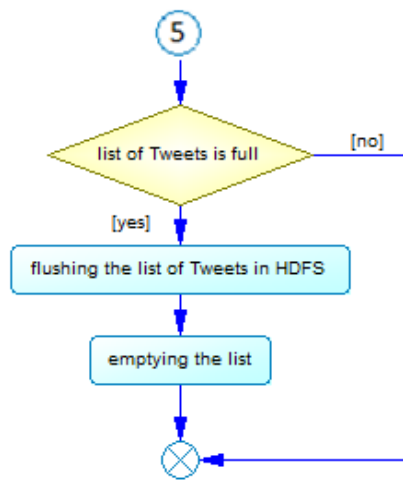 5
list of Tweets is full
[no]
[yes]
flushing the list of Tweets in HDFS
emptying the list